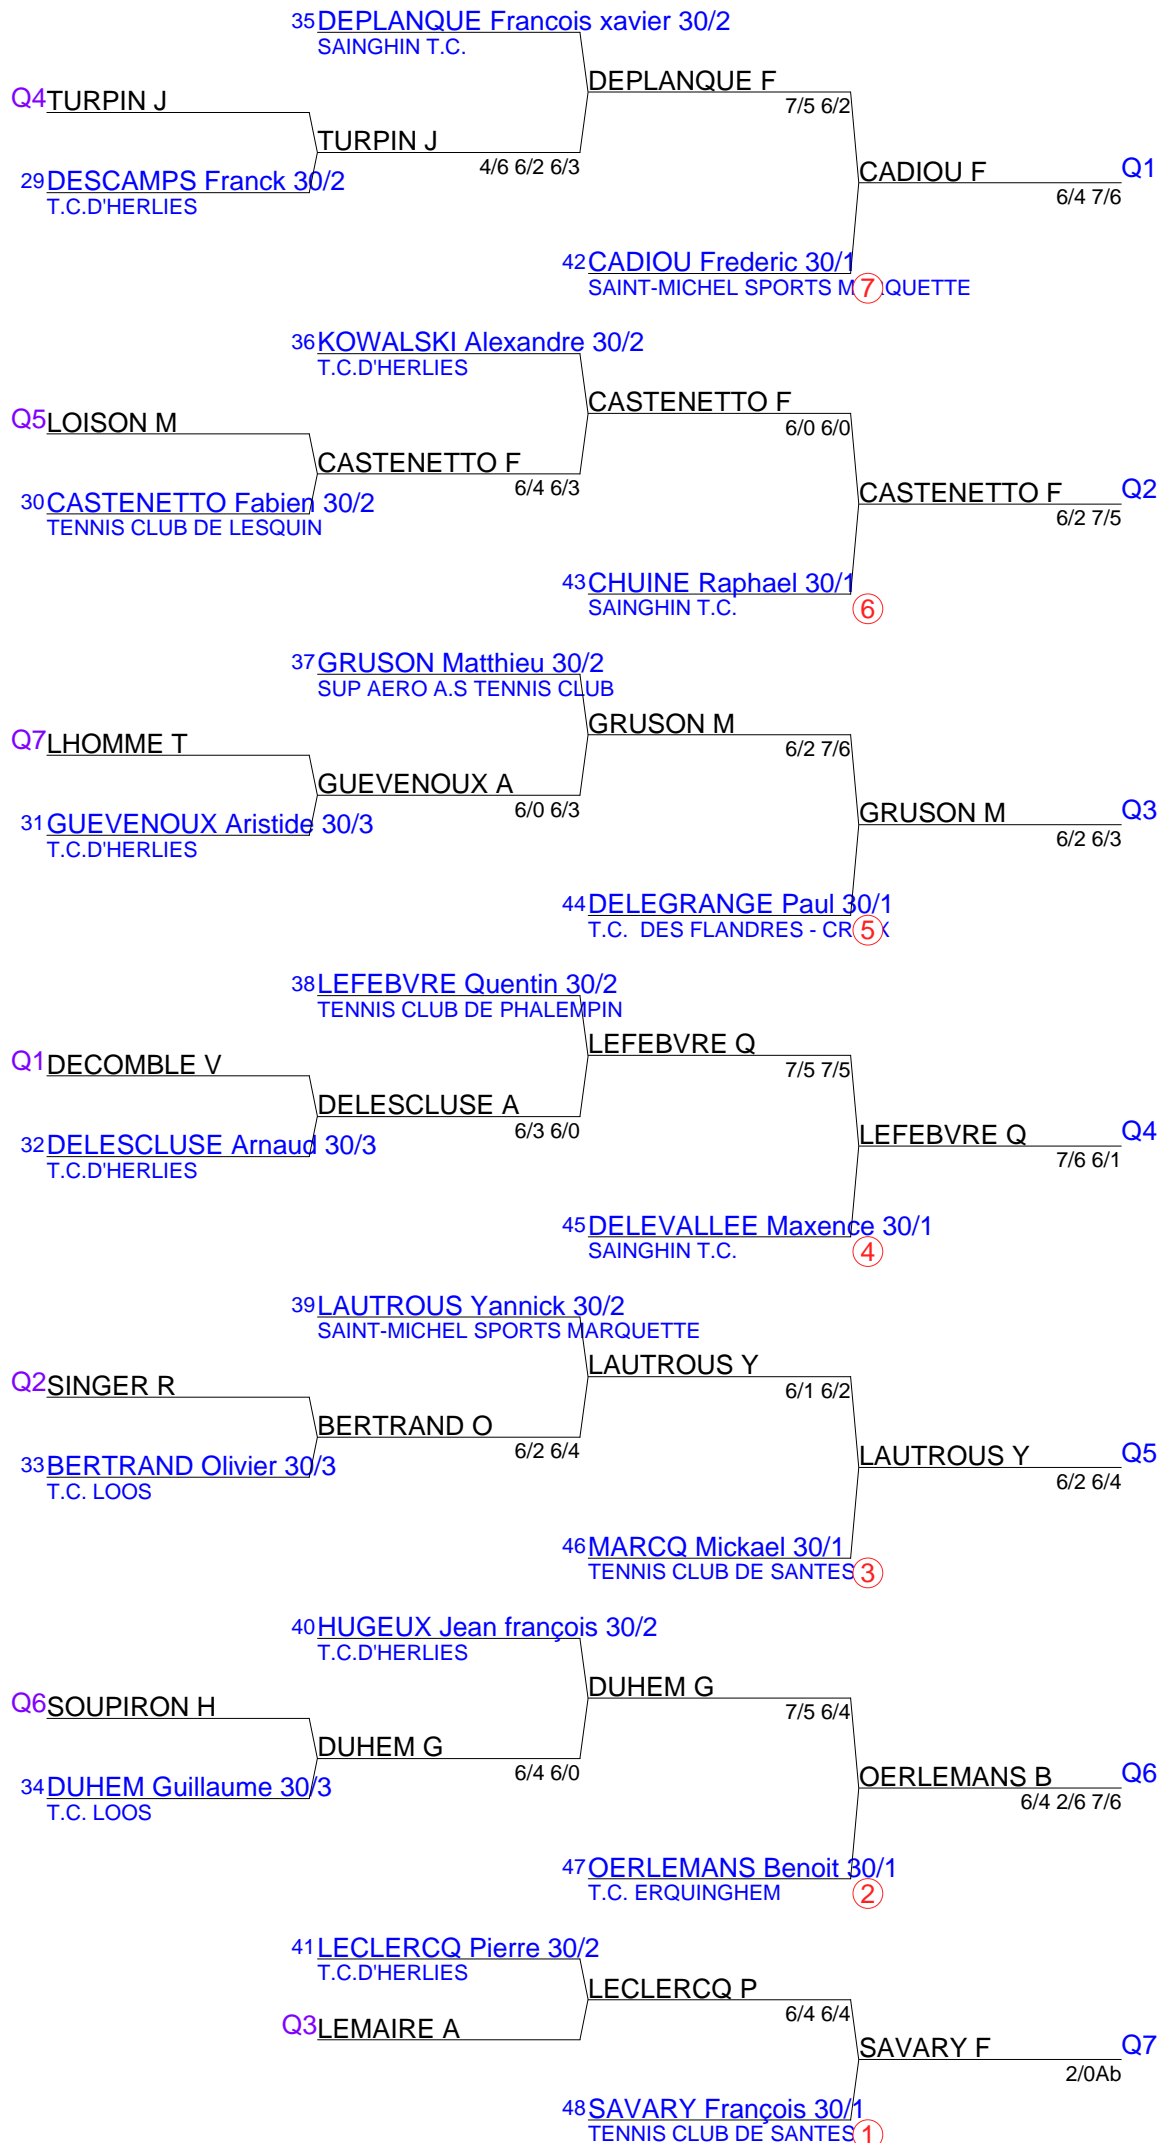 35 DEPLANQUE Francois xavier 30/2
SAINGHIN T.C.
DEPLANQUE F
7/5 6/2
Q4 TURPIN J
TURPIN J
4/6 6/2 6/3
29 DESCAMPS Franck 30/2
T.C.D'HERLIES
CADIOU F
Q1
6/4 7/6
42 CADIOU Frederic 30/1
SAINT-MICHEL SPORTS M QUETTE
7
36 KOWALSKI Alexandre 30/2
T.C.D'HERLIES
CASTENETTO F
6/0 6/0
Q5 LOISON M
CASTENETTO F
6/4 6/3
30 CASTENETTO Fabien 30/2
TENNIS CLUB DE LESQUIN
CASTENETTO F
Q2
6/2 7/5
43 CHUINE Raphael 30/1
SAINGHIN T.C.
6
37 GRUSON Matthieu 30/2
SUP AERO A.S TENNIS CLUB
GRUSON M
6/2 7/6
Q7 LHOMME T
GUEVENOUX A
6/0 6/3
31 GUEVENOUX Aristide 30/3
T.C.D'HERLIES
GRUSON M
Q3
6/2 6/3
44 DELEGRANGE Paul 30/1
T.C. DES FLANDRES - CR X
5
38 LEFEBVRE Quentin 30/2
TENNIS CLUB DE PHALEMPIN
LEFEBVRE Q
7/5 7/5
Q1 DECOMBLE V
DELESCLUSE A
6/3 6/0
32 DELESCLUSE Arnaud 30/3
T.C.D'HERLIES
LEFEBVRE Q
Q4
7/6 6/1
45 DELEVALLEE Maxence 30/1
SAINGHIN T.C.
4
39 LAUTROUS Yannick 30/2
SAINT-MICHEL SPORTS MARQUETTE
LAUTROUS Y
6/1 6/2
Q2 SINGER R
BERTRAND O
6/2 6/4
33 BERTRAND Olivier 30/3
T.C. LOOS
LAUTROUS Y
Q5
6/2 6/4
46 MARCQ Mickael 30/1
TENNIS CLUB DE SANTES
3
40 HUGEUX Jean françois 30/2
T.C.D'HERLIES
DUHEM G
7/5 6/4
Q6 SOUPIRON H
DUHEM G
6/4 6/0
34 DUHEM Guillaume 30/3
T.C. LOOS
OERLEMANS B
Q6
6/4 2/6 7/6
47 OERLEMANS Benoit 30/1
T.C. ERQUINGHEM
2
41 LECLERCQ Pierre 30/2
T.C.D'HERLIES
LECLERCQ P
6/4 6/4
Q3 LEMAIRE A
SAVARY F
Q7
2/0Ab
48 SAVARY François 30/1
TENNIS CLUB DE SANTES
1